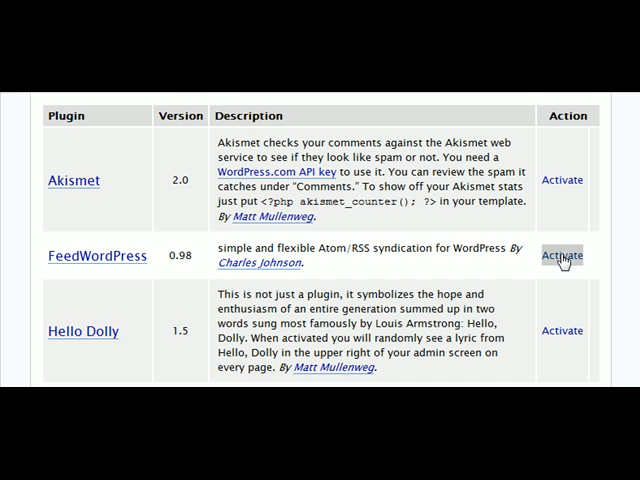 Plugin Version Description Action
Akismet checks your comments against the Akismet web
service to see if they look like spam or not. You need a
WordPress.com API key to use it. You can review the spam it
Akismet 2.0 catches under “Comments.” To show off your Akismet stats Activate
just put <?php akismet_counter(); ?> in your template.
By Matt Mullenweg.
FeedWordPress 0.98 simple and flexible Atom/RSS syndication for WordPress By Activate
Charles Johnson.
This is not just a plugin, it symbolizes the hope and
enthusiasm of an entire generation summed up in two
words sung most famously by Louis Armstrong: Hello,
Hello Dolly 1.5 Dolly. When activated you will randomly see a lyric from Activate
Hello, Dolly in the upper right of your admin screen on
every page. By Matt Mullenweg.